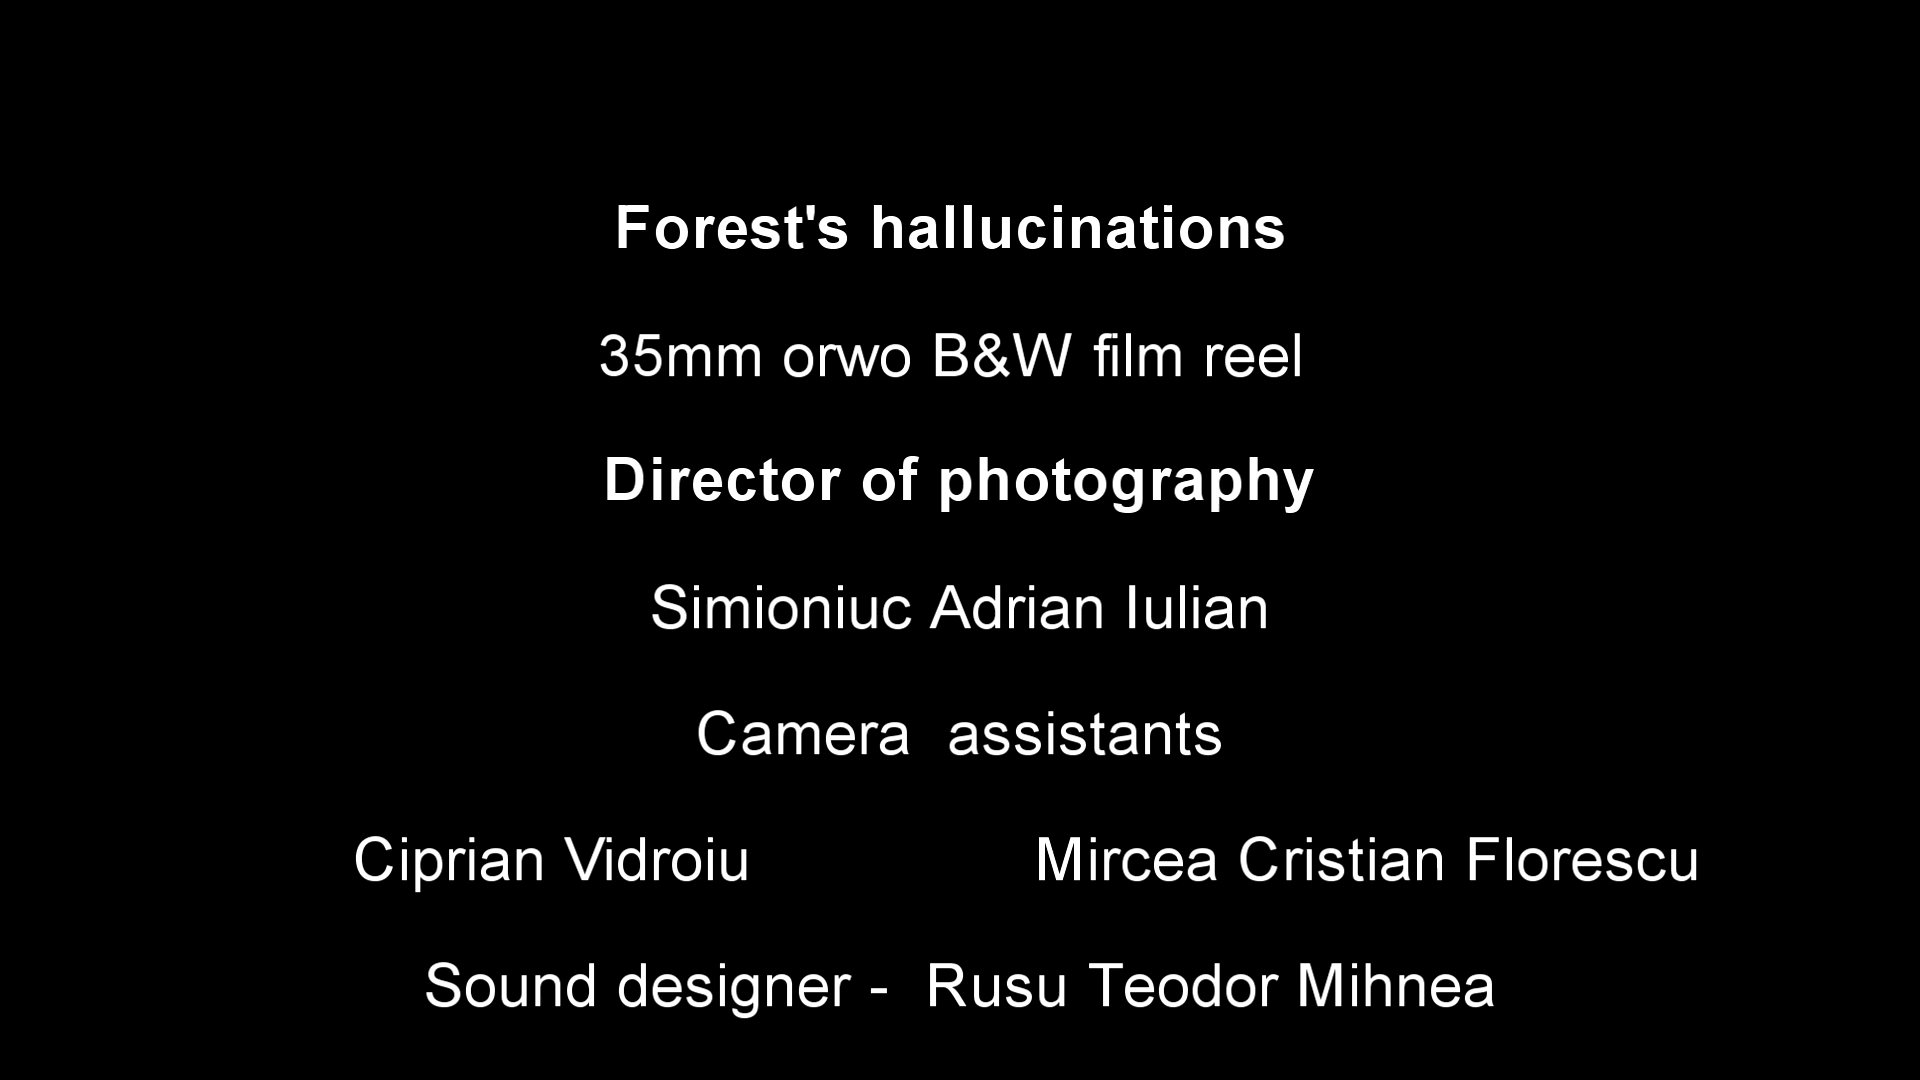 Forest's hallucinations
35mm orwo B&W film reel
Director of photography
Simioniuc Adrian Iulian
Camera  assistants
Ciprian Vidroiu Mircea Cristian Florescu
Sound designer -  Rusu Teodor Mihnea